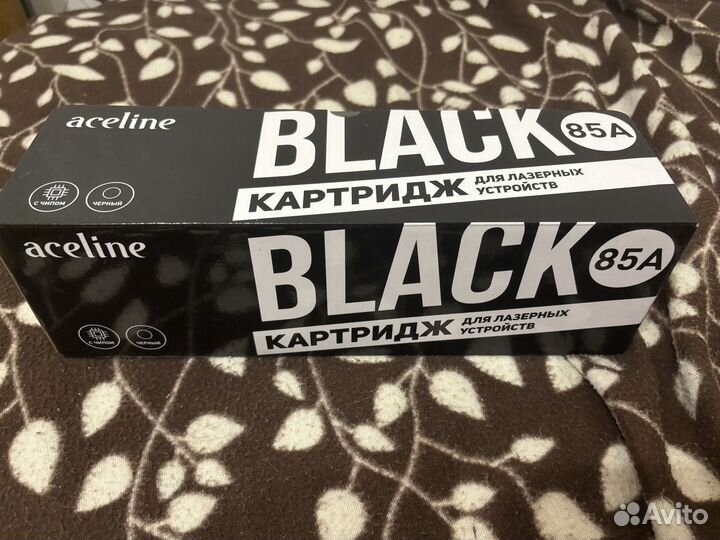 aceline
BLACK
85A
КАРТРИДЖ
ДЛЯ ЛАЗЕРНЫХ
УСТРОЙСТВ
С ЧИПОМ
ЧЕРНЫЙ
aceline
BLACK
85A
КАРТРИДЖ
ДЛЯ ЛАЗЕРНЫХ
УСТРОЙСТВ
С ЧИПОМ
ЧЕРНЫЙ
Avito